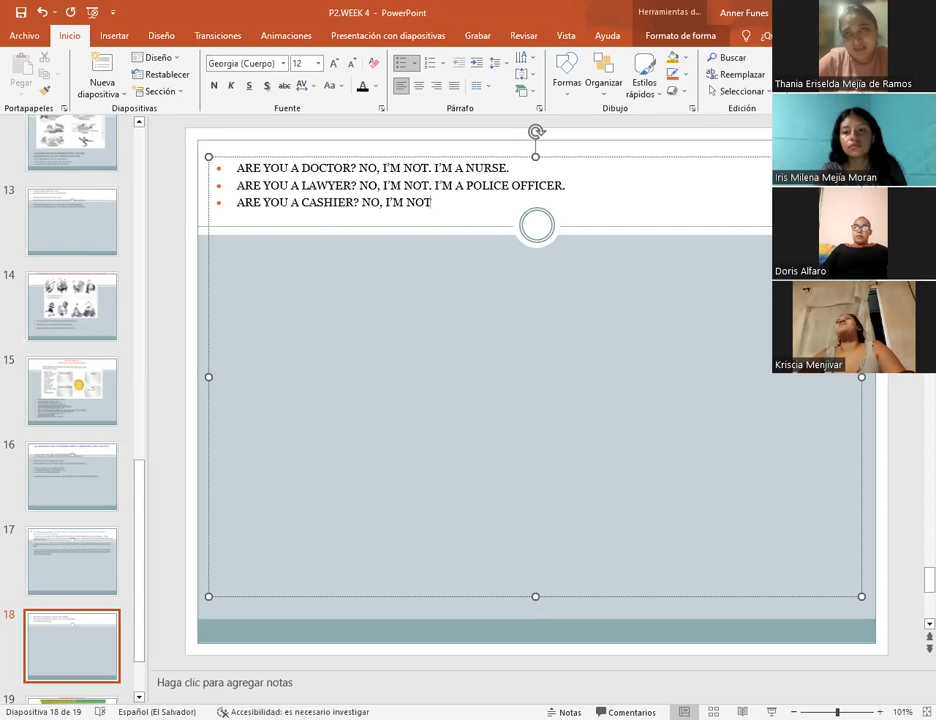 P2.WEEK 4 - PowerPoint
Herramientas d...
Anner Funes
Archivo Inicio Insertar Diseño Transiciones Animaciones Presentación con diapositivas Grabar Revisar Vista Ayuda Formato de forma
Pegar
Nueva diapositiva
Diseño
Restablecer
Sección
Georgia (Cuerpo) 12
N K S S abc AV Aa A
Organizar
Estilos rápidos
Formas
Buscar
Reemplazar
Seleccionar
Portapapeles Diapositivas Fuente Párrafo Dibujo Edición
Thania Eriselda Mejía de Ramos
Iris Milena Mejía Moran
Doris Alfaro
Kriscia Menjivar
ARE YOU A DOCTOR? NO, I'M NOT. I'M A NURSE.
ARE YOU A LAWYER? NO, I'M NOT. I'M A POLICE OFFICER.
ARE YOU A CASHIER? NO, I'M NOT
13
14
15
16
17
18
19
Haga clic para agregar notas
Diapositiva 18 de 19 Español (El Salvador) Accesibilidad: es necesario investigar Notas Comentarios 101%